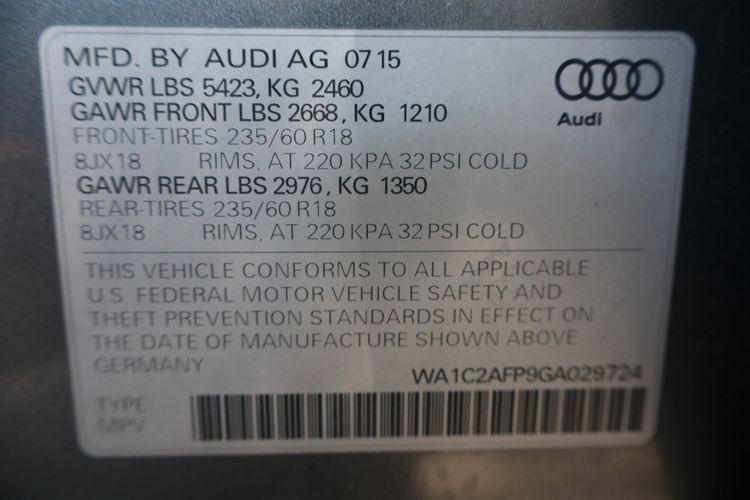 MFD. BY AUDI AG 0715
GVWR LBS 5423, KG 2460
GAWR FRONT LBS 2668, KG 1210
FRONT-TIRES 235/60 R18
8JX18 RIMS, AT 220 KPA 32 PSI COLD
GAWR REAR LBS 2976, KG 1350
REAR-TIRES 235/60 R18
8JX18 RIMS, AT 220 KPA 32 PSI COLD
Audi
THIS VEHICLE CONFORMS TO ALL APPLICABLE
U.S. FEDERAL MOTOR VEHICLE SAFETY AND
THEFT PREVENTION STANDARDS IN EFFECT ON
THE DATE OF MANUFACTURE SHOWN ABOVE
GERMANY
WA1C2AFP9GA029724
TYPE
MPV